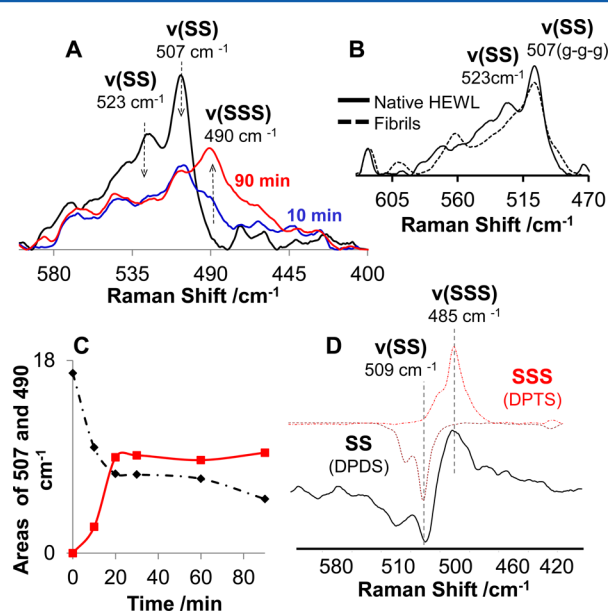 A
ν(SS)
507 cm -1
ν(SS)
523 cm-1
ν(SSS)
490 cm -1
90 min
10 min
580 535 490 445 400
Raman Shift /cm-1
B
ν(SS)
507(g-g-g)
ν(SS)
523cm-1
Native HEWL
Fibrils
605 560 515 470
Raman Shift /cm-1
C
18
0
Areas of 507 and 490
cm-1
0 20 40 60 80
Time /min
D
ν(SSS)
485 cm -1
ν(SS)
509 cm-1
SSS
(DPTS)
SS
(DPDS)
580 510 500 460 420
Raman Shift /cm-1